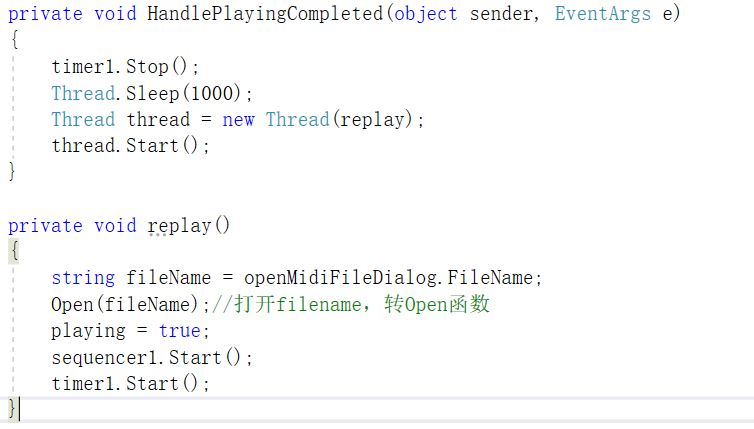 private void HandlePlayingCompleted(object sender, EventArgs e)
{
timer1.Stop();
Thread.Sleep(1000);
Thread thread = new Thread(replay);
thread.Start();
}
private void replay()
{
string fileName = openMidiFileDialog.FileName;
Open(fileName);//打开filename，转Open函数
playing = true;
sequencer1.Start();
timer1.Start();
}